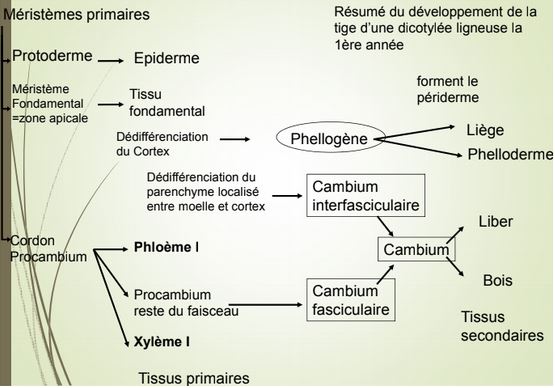 Méristèmes primaires
Résumé du développement de la
tige d'une dicotylée ligneuse la
1ère année
Protoderme
Epiderme
Méristème
Fondamental
=zone apicale
Tissu
fondamental
forment le
périderme
Dédifférenciation
du Cortex
Phellogène
Liège
Phelloderme
Dédifférenciation du
parenchyme localisé
entre moelle et cortex
Cambium
interfasciculaire
Cordon
Procambium
Phloème I
Cambium
Liber
Bois
Procambium
reste du faisceau
Cambium
fasciculaire
Xylème I
Tissus
secondaires
Tissus primaires